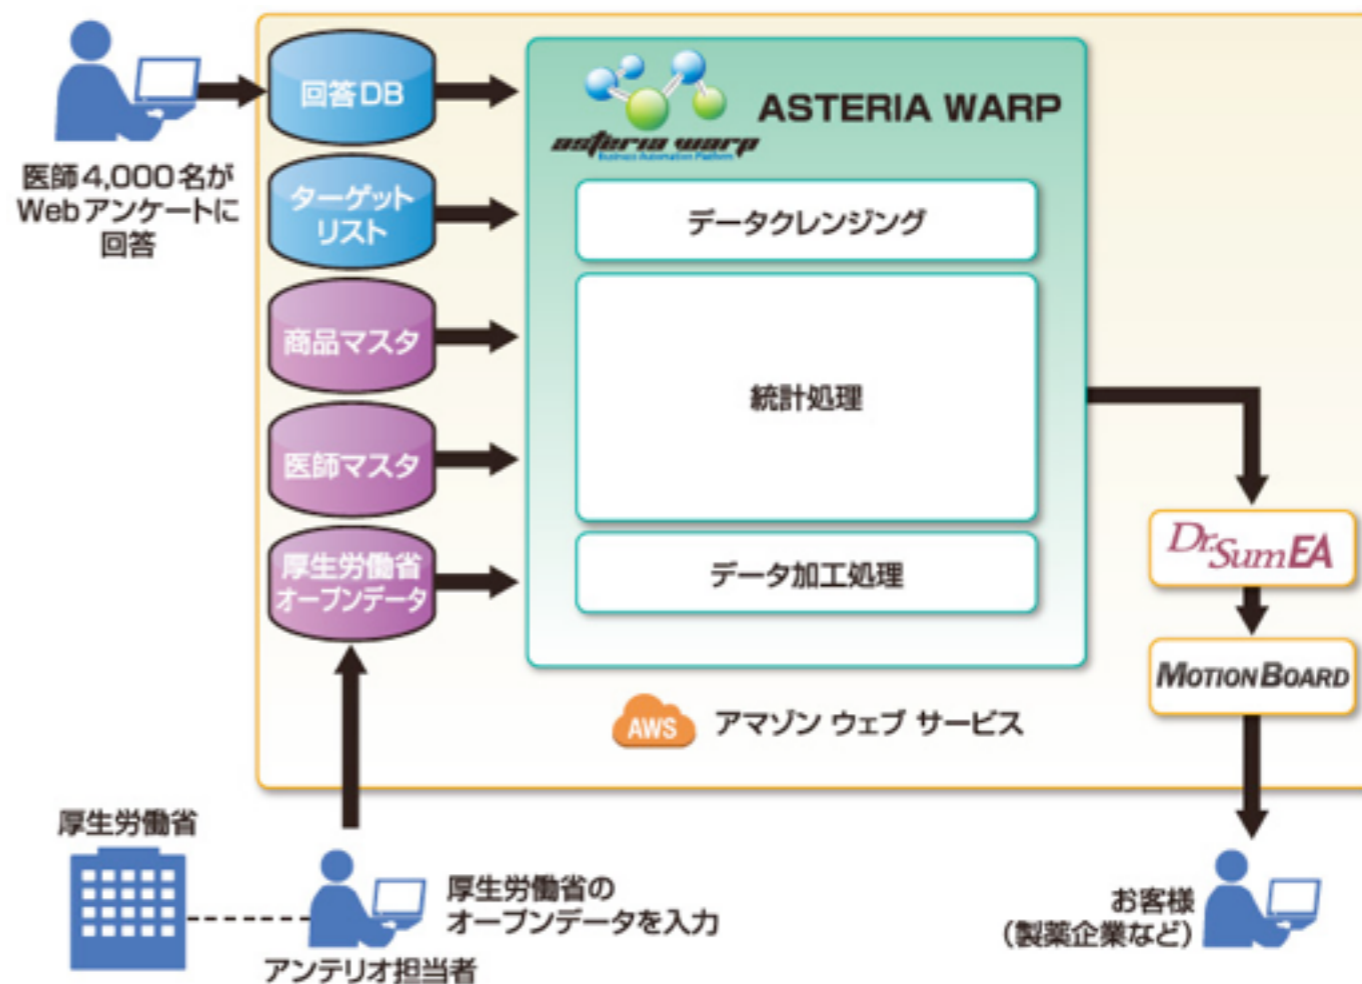 医師4,000名が
Webアンケートに
回答
回答DB
ターゲット
リスト
商品マスタ
医師マスタ
厚生労働省
オープンデータ
asteria warp
Business Automation Platform
ASTERIA WARP
データクレンジング
統計処理
データ加工処理
AWS
アマゾン ウェブ サービス
Dr.Sum EA
MOTIONBOARD
厚生労働省
アンテリオ担当者
厚生労働省の
オープンデータを入力
お客様
(製薬企業など)